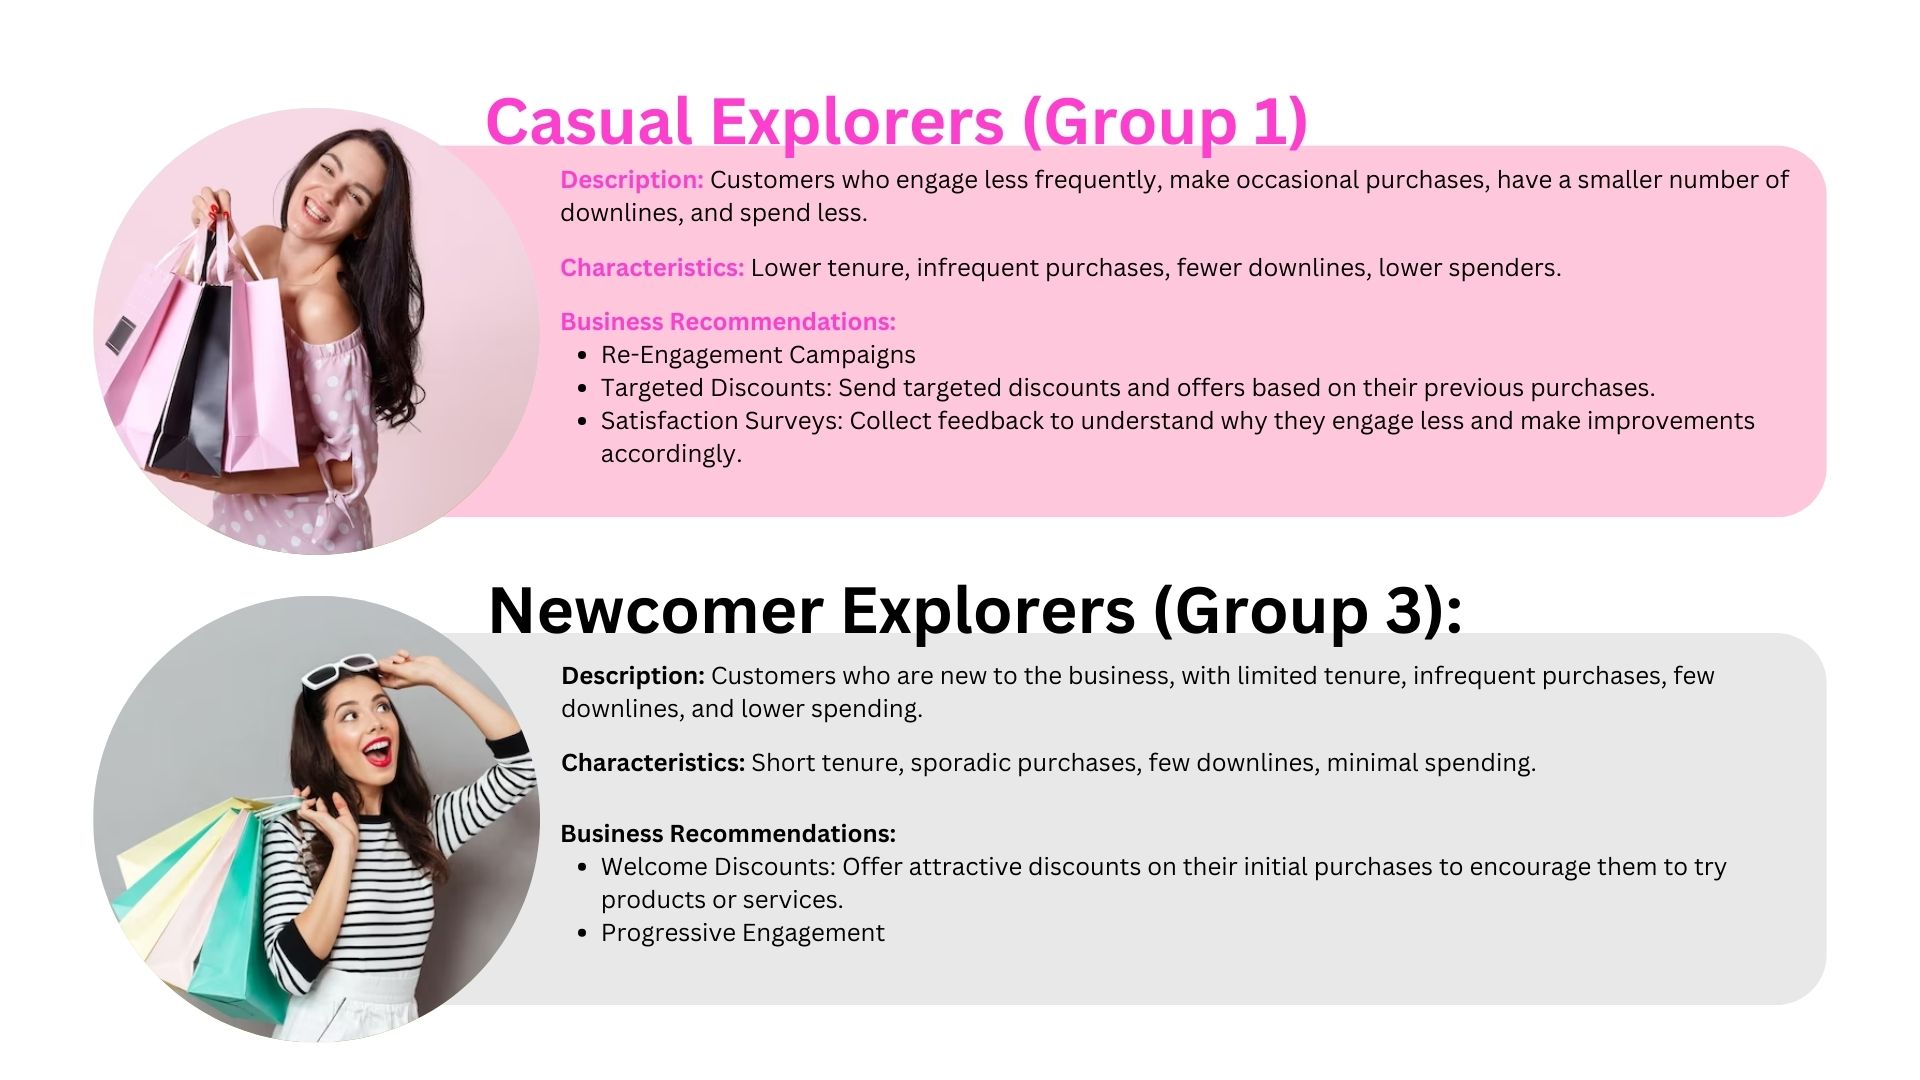 Casual Explorers (Group 1)
Description: Customers who engage less frequently, make occasional purchases, have a smaller number of
downlines, and spend less.
Characteristics: Lower tenure, infrequent purchases, fewer downlines, lower spenders.
Business Recommendations:
• Re-Engagement Campaigns
• Targeted Discounts: Send targeted discounts and offers based on their previous purchases.
• Satisfaction Surveys: Collect feedback to understand why they engage less and make improvements
accordingly.
Newcomer Explorers (Group 3):
Description: Customers who are new to the business, with limited tenure, infrequent purchases, few
downlines, and lower spending.
Characteristics: Short tenure, sporadic purchases, few downlines, minimal spending.
Business Recommendations:
• Welcome Discounts: Offer attractive discounts on their initial purchases to encourage them to try
products or services.
• Progressive Engagement